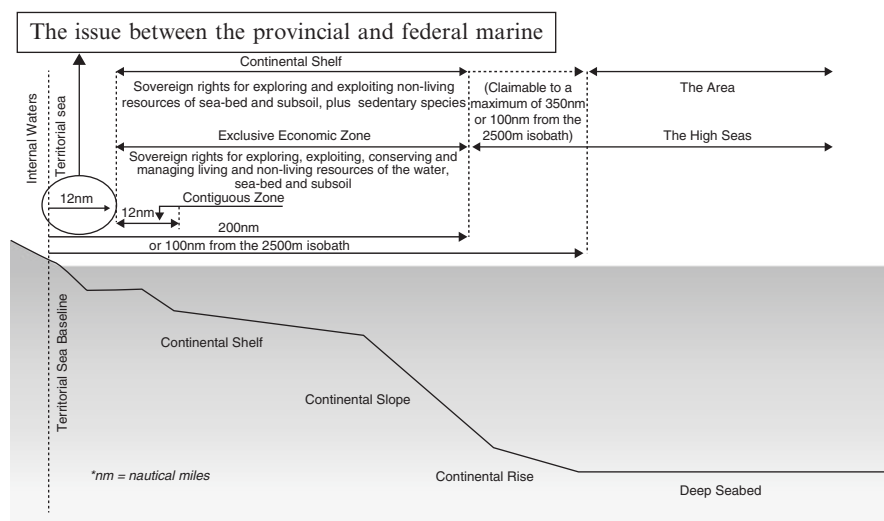 The issue between the provincial and federal marine
Continental Shelf
Sovereign rights for exploring and exploiting non-living
resources of sea-bed and subsoil, plus sedentary species
(Claimable to a
maximum of 350nm
or 100nm from the
2500m isobath)
The Area
Internal Waters
Territorial sea
Exclusive Economic Zone
The High Seas
Sovereign rights for exploring, exploiting, conserving and
managing living and non-living resources of the water,
sea-bed and subsoil
12nm
12nm
Contiguous Zone
200nm
or 100nm from the 2500m isobath
Territorial Sea Baseline
Continental Shelf
Continental Slope
*nm = nautical miles
Continental Rise
Deep Seabed